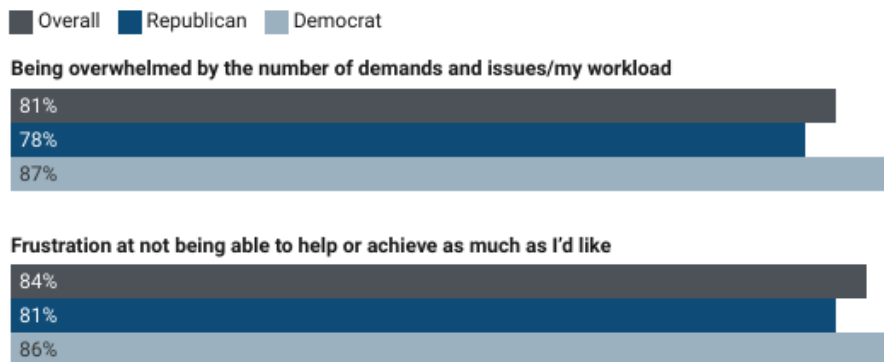 Overall Republican Democrat
Being overwhelmed by the number of demands and issues/my workload
81%
78%
87%
Frustration at not being able to help or achieve as much as I’d like
84%
81%
86%